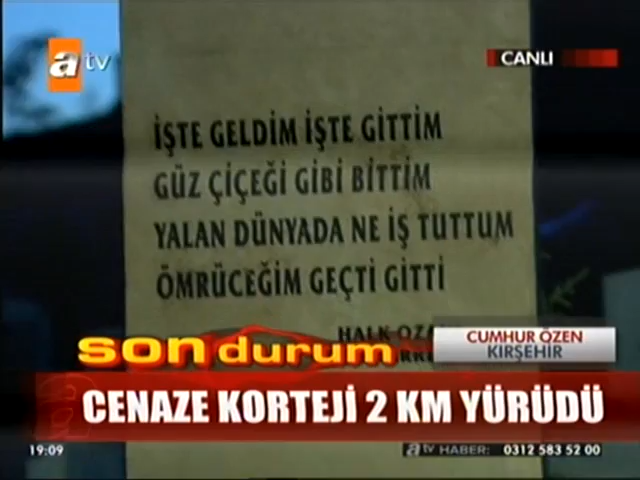 atv
CANLI
İŞTE GELDİM İŞTE GİTTİM
GÜZ ÇİÇEĞİ GİBİ BİTTİM
YALAN DÜNYADA NE İŞ TUTTUM
ÖMRÜCEĞİM GEÇTİ GİTTİ
HALK
son durum
CUMHUR ÖZEN
KIRŞEHİR
CENAZE KORTEJİ 2 KM YÜRÜDÜ
19:09
atv HABER: 0312 583 52 00